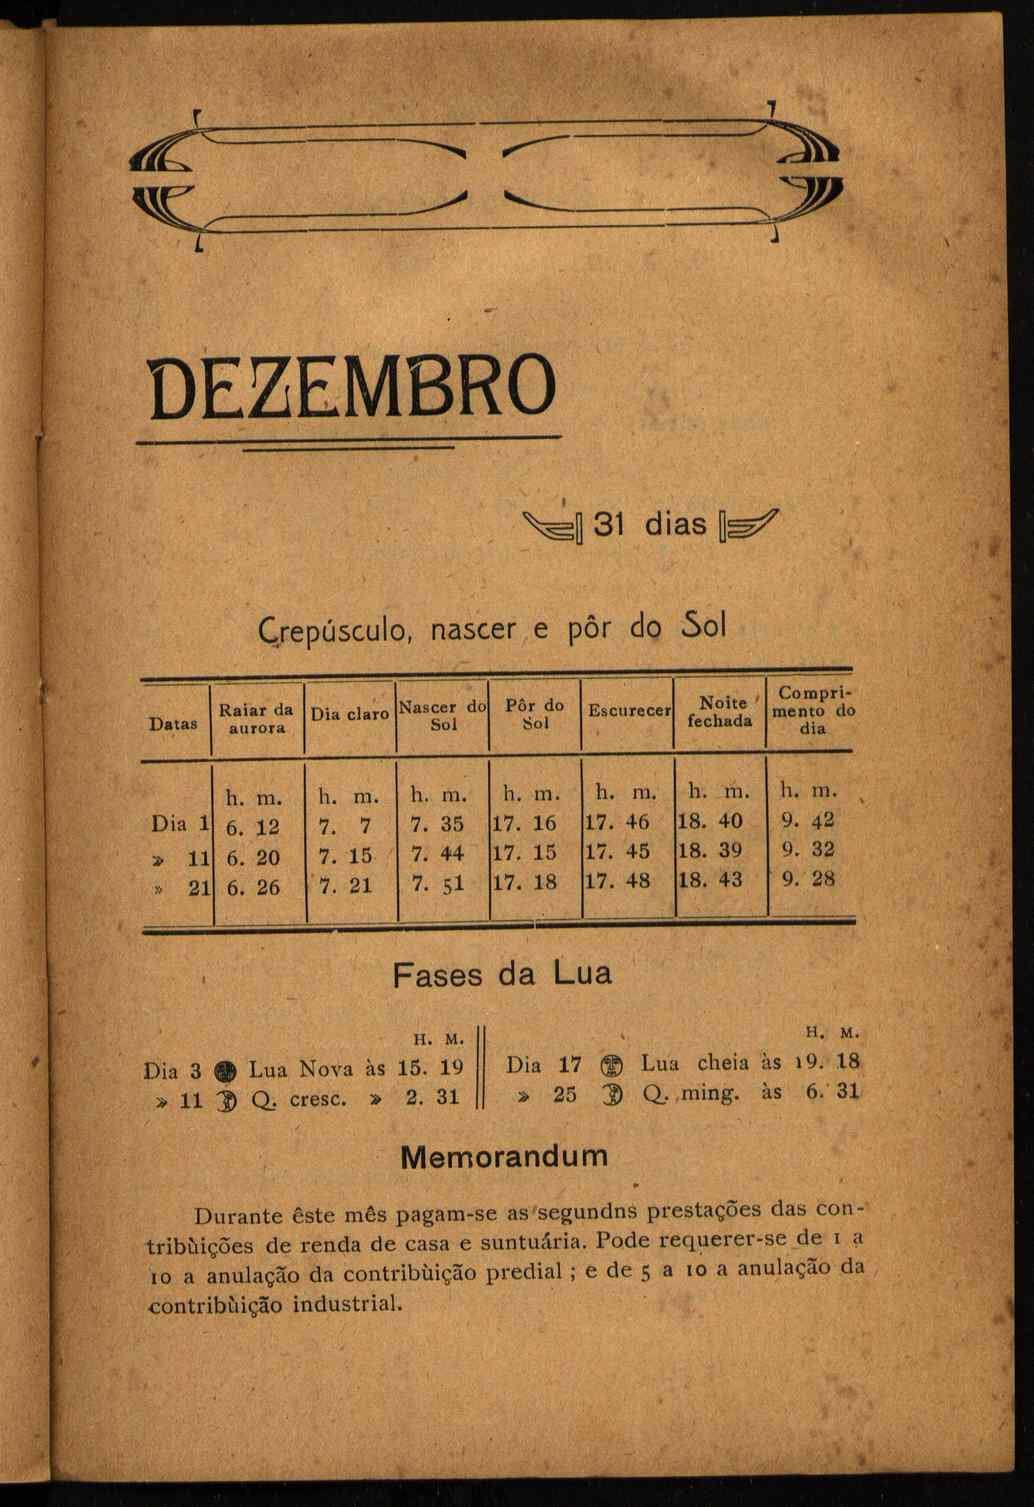 DEZEMBRO
31 dias
Crepúsculo, nascer e pôr do Sol
Datas Raiar da aurora Dia claro Nascer do Sol Pôr do Sol Escurecer Noite fechada Comprimento do dia
h. m. h. m. h. m. h. m. h. m. h. m. h. m.
Dia 1 6. 12 7. 7 7. 35 17. 16 17. 46 18. 40 9. 42
» 11 6. 20 7. 15 7. 44 17. 15 17. 45 18. 39 9. 32
» 21 6. 26 7. 21 7. 51 17. 18 17. 48 18. 43 9. 28
Fases da Lua
H. M.
Dia 3 Lua Nova às 15. 19
» 11 Q. cresc. » 2. 31
H. M.
Dia 17 Lua cheia às 19. 18
» 25 Q. ming. às 6. 31
Memorandum
Durante êste mês pagam-se as segundns prestações das con-
tribùições de renda de casa e suntuária. Pode requerer-se de 1 a
10 a anulação da contribùição predial ; e de 5 a 10 a anulação da
contribùição industrial.